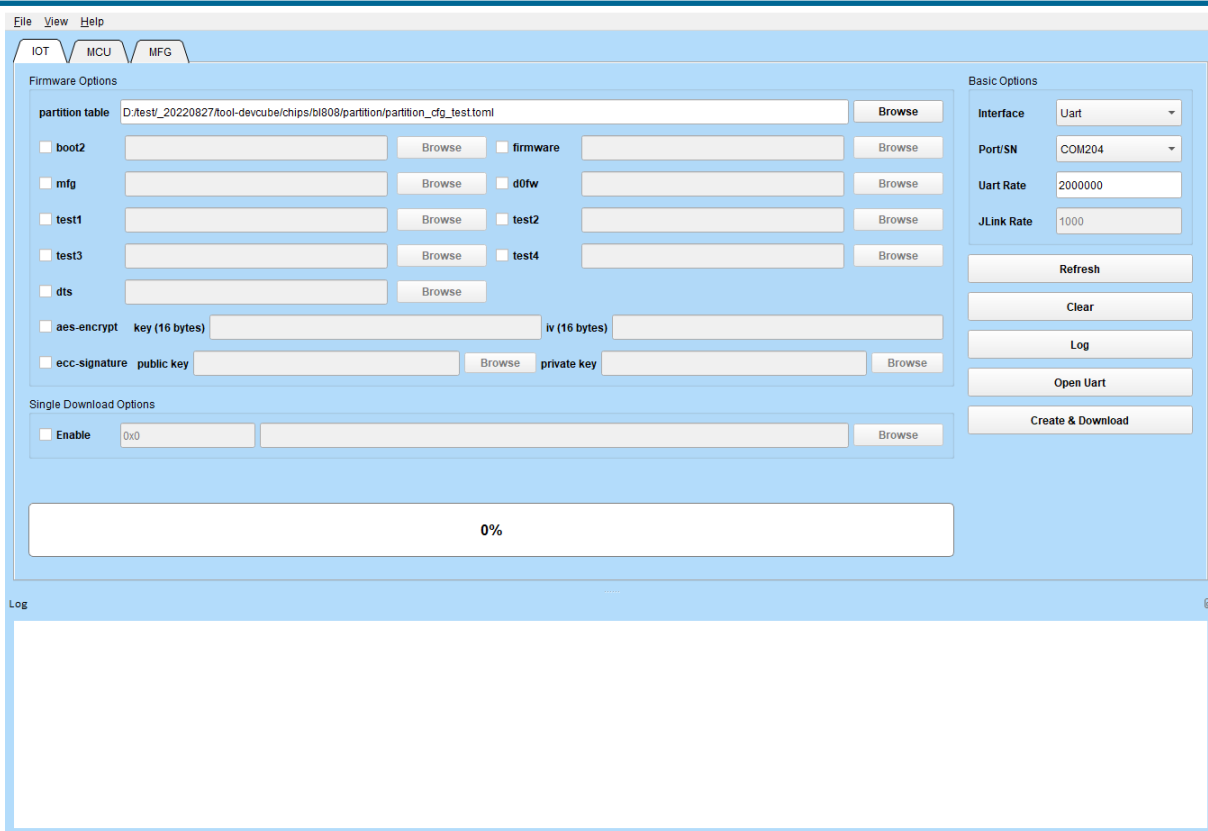 File View Help
IOT MCU MFG
Firmware Options
partition table D:/test/_20220827/tool-devcube/chips/bl808/partition/partition_cfg_test.toml Browse
boot2 Browse firmware Browse
mfg Browse d0fw Browse
test1 Browse test2 Browse
test3 Browse test4 Browse
dts Browse
aes-encrypt key (16 bytes) iv (16 bytes)
ecc-signature public key Browse private key Browse
Single Download Options
Enable 0x0 Browse
0%
Basic Options
Interface Uart
Port/SN COM204
Uart Rate 2000000
JLink Rate 1000
Refresh
Clear
Log
Open Uart
Create & Download
Log